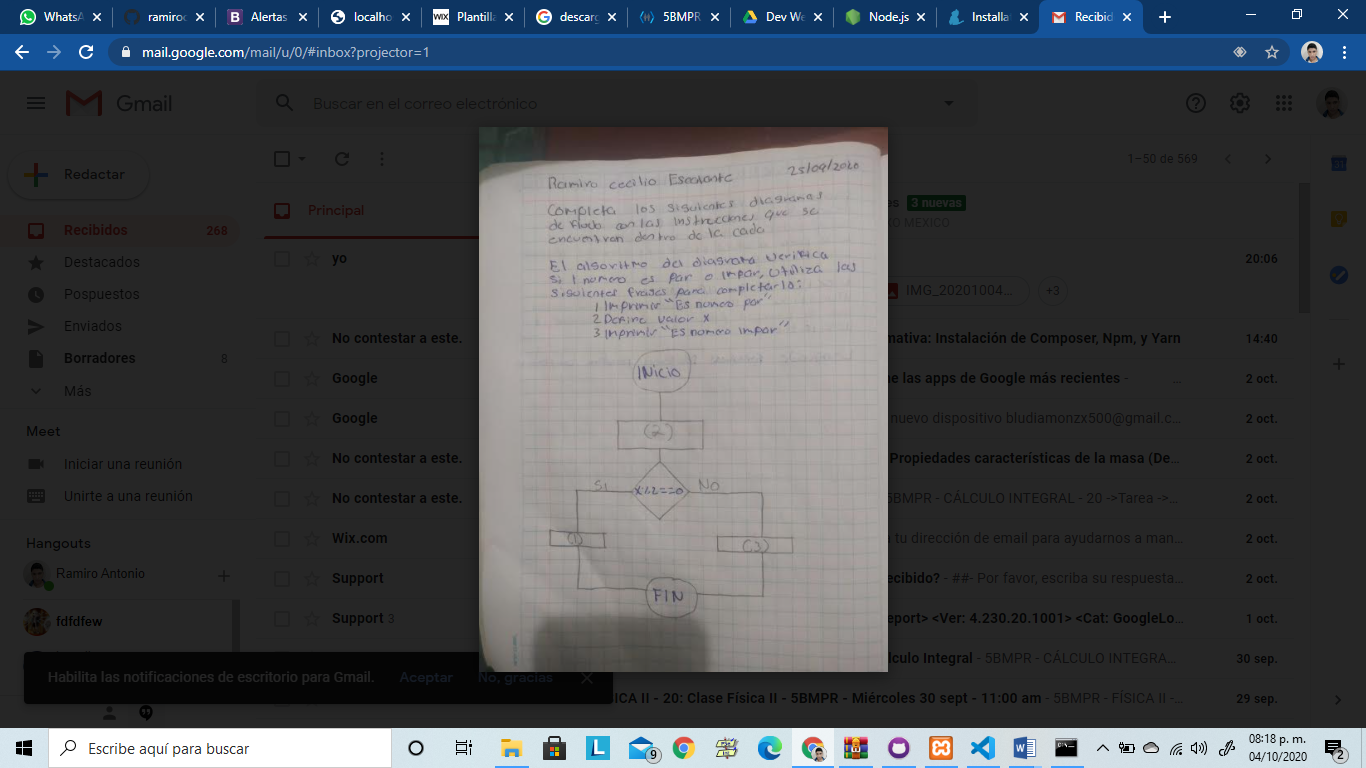 WhatsA
ramiroc
Alertas
localho
Plantilla
descarg
5BMPR
Dev We
Node.js
Installat
Recibid
mail.google.com/mail/u/0/#inbox?projector=1
Gmail
Buscar en el correo electrónico
Redactar
1–50 de 569
Recibidos 268
Principal
3 nuevas
CO MEXICO
Destacados
yo
20:06
Pospuestos
IMG_20201004...
+3
Enviados
No contestar a este.
mativa: Instalación de Composer, Npm, y Yarn
14:40
Borradores 8
Google
ne las apps de Google más recientes - ...
2 oct.
Más
Google
nuevo dispositivo bludiamonzx500@gmail.c...
2 oct.
Meet
No contestar a este.
Propiedades características de la masa (De...
2 oct.
Iniciar una reunión
Unirte a una reunión
No contestar a este.
5BMPR - CÁLCULO INTEGRAL - 20 ->Tarea ->...
2 oct.
Wix.com
a tu dirección de email para ayudarnos a man...
2 oct.
Hangouts
Ramiro Antonio
Support
ecibido? - ##- Por favor, escriba su respuesta...
2 oct.
fdfdfew
Support 3
eport> <Ver: 4.230.20.1001> <Cat: GoogleLo...
1 oct.
lculo Integral - 5BMPR - CÁLCULO INTEGRA...
30 sep.
Habilita las notificaciones de escritorio para Gmail. Aceptar No, gracias
ICA II - 20: Clase Física II - 5BMPR - Miércoles 30 sept - 11:00 am - 5BMPR - FÍSICA II -...
29 sep.
Ramiro Cecilio Escalante 25/09/2020
Completa los siguientes diagramas
de flujo con las instrucciones que se
encuentran dentro de la cada
El algoritmo del diagrama verifica
si 1 numero es par o impar, utiliza las
siguientes frases para completarlo:
1 Imprimir "Es numero par"
2 Define valor x
3 Imprimir "Es numero impar"
INICIO
(2)
Si
x%2==0
No
(1)
(3)
FIN
Escribe aquí para buscar
9
08:18 p. m.
04/10/2020
2